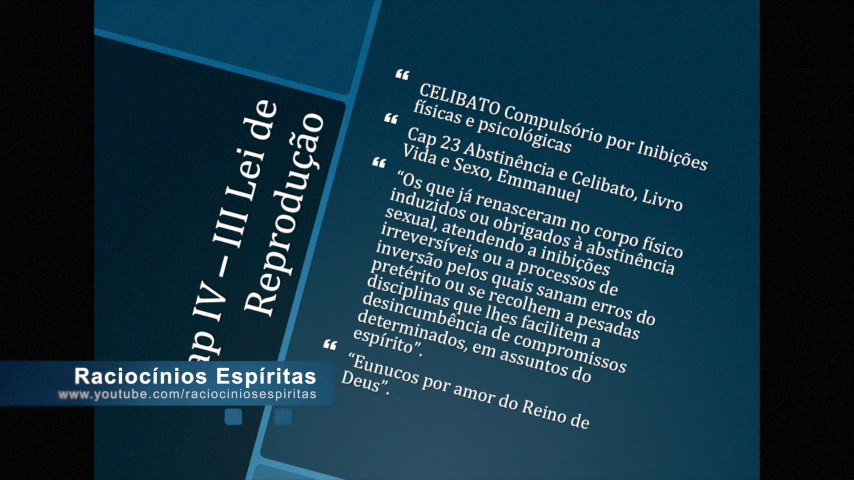 ap IV – III Lei de
Reprodução
CELIBATO Compulsório por Inibições
físicas e psicológicas
Cap 23 Abstinência e Celibato, Livro
Vida e Sexo, Emmanuel
“Os que já renasceram no corpo físico
induzidos ou obrigados à abstinência
sexual, atendendo a inibições
irreversíveis ou a processos de
inversão pelos quais sanam erros do
pretérito ou se recolhem a pesadas
disciplinas que lhes facilitem a
desincumbência de compromissos
determinados, em assuntos do
espírito”.
“Eunucos por amor do Reino de
Deus”.
Raciocínios Espíritas
www.youtube.com/raciociniosespiritas